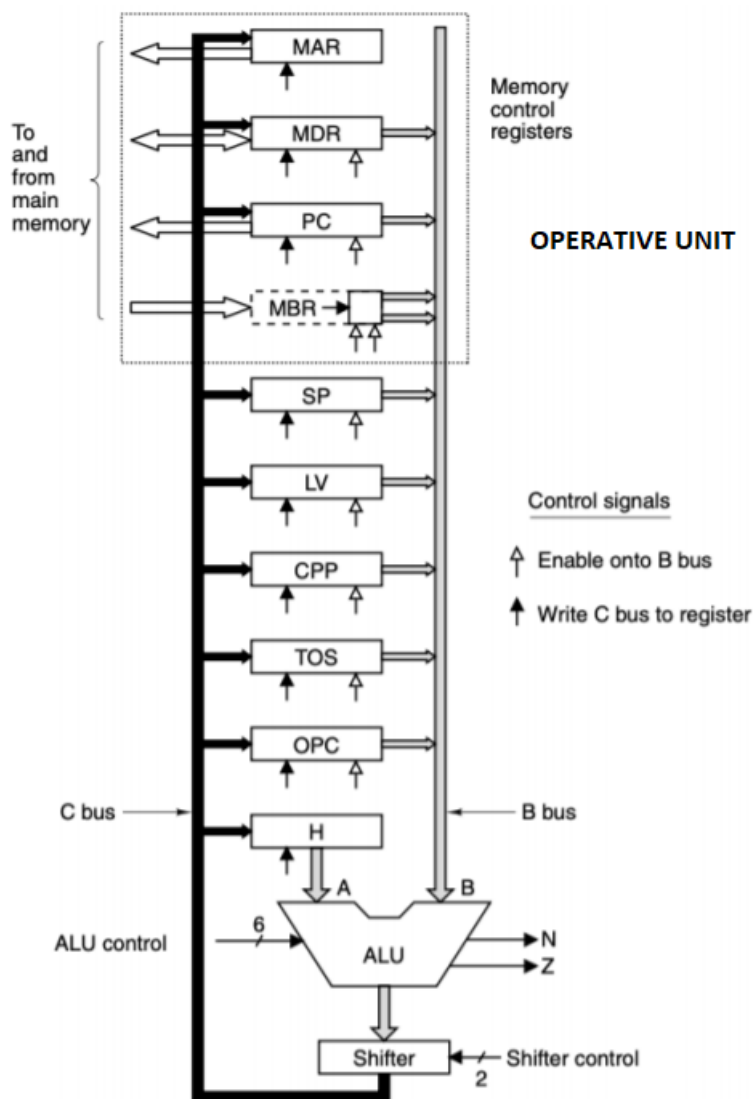 MAR
Memory
control
registers
To
and
from
main
memory
MDR
PC
OPERATIVE UNIT
MBR
SP
LV
Control signals
CPP
Enable onto B bus
Write C bus to register
TOS
OPC
C bus
B bus
H
A
B
6
ALU control
ALU
N
Z
Shifter
Shifter control
2